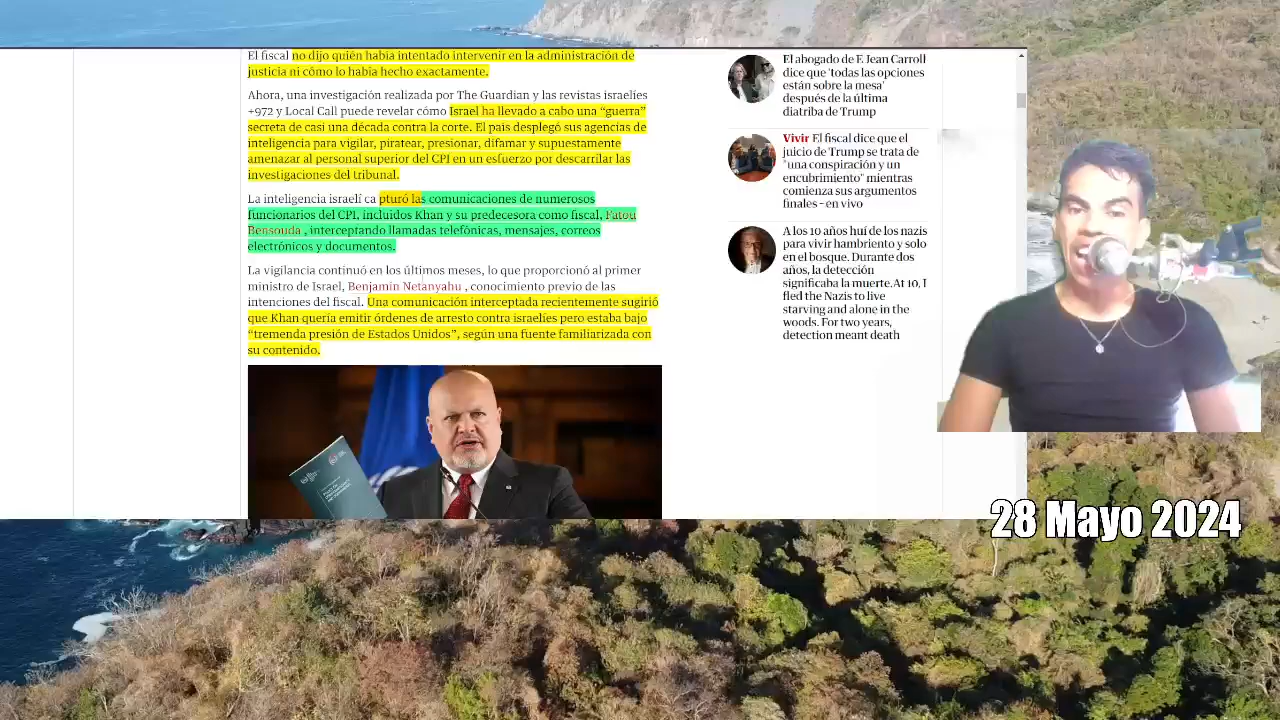 El fiscal no dijo quién había intentado intervenir en la administración de
justicia ni cómo lo había hecho exactamente.
Ahora, una investigación realizada por The Guardian y las revistas israelíes
+972 y Local Call puede revelar cómo Israel ha llevado a cabo una “guerra”
secreta de casi una década contra la corte. El país desplegó sus agencias de
inteligencia para vigilar, piratear, presionar, difamar y supuestamente
amenazar al personal superior del CPI en un esfuerzo por descarrilar las
investigaciones del tribunal.
La inteligencia israelí ca pturó las comunicaciones de numerosos
funcionarios del CPI, incluidos Khan y su predecesora como fiscal, Fatou
Bensouda , interceptando llamadas telefónicas, mensajes, correos
electrónicos y documentos.
La vigilancia continuó en los últimos meses, lo que proporcionó al primer
ministro de Israel, Benjamín Netanyahu , conocimiento previo de las
intenciones del fiscal. Una comunicación interceptada recientemente sugirió
que Khan quería emitir órdenes de arresto contra israelíes pero estaba bajo
“tremenda presión de Estados Unidos”, según una fuente familiarizada con
su contenido.
El abogado de E Jean Carroll
dice que 'todas las opciones
están sobre la mesa'
después de la última
diatriba de Trump
Vivir El fiscal dice que el
juicio de Trump se trata de
"una conspiración y un
encubrimiento" mientras
comienza sus argumentos
finales – en vivo
A los 10 años huí de los nazis
para vivir hambriento y solo
en el bosque. Durante dos
años, la detección
significaba la muerte.At 10, I
fled the Nazis to live
starving and alone in the
woods. For two years,
detection meant death
28 Mayo 2024